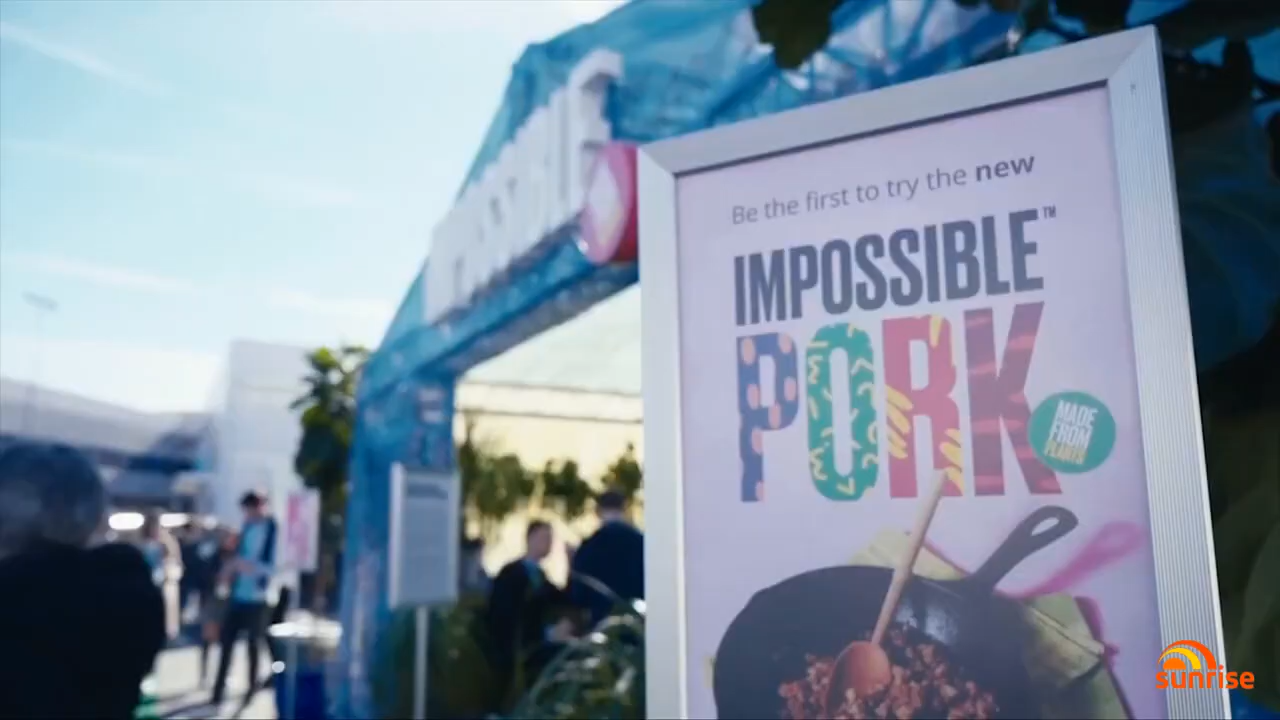 Be the first to try the new
IMPOSSIBLE™
PORK
MADE
FROM
PLANTS
sunrise